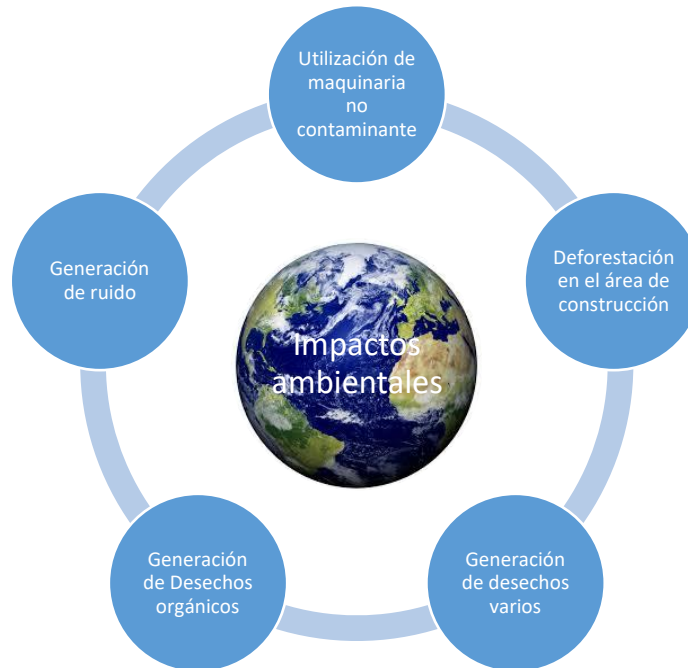 Utilización de
maquinaria
no
contaminante
Deforestación
en el área de
construcción
Generación
de desechos
varios
Generación
de Desechos
orgánicos
Generación
de ruido
Impactos
ambientales